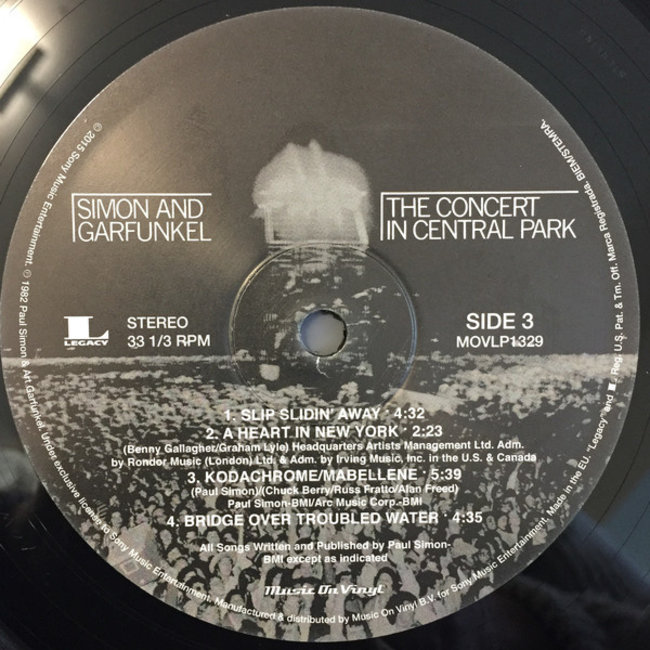 SIMON AND
GARFUNKEL
THE CONCERT
IN CENTRAL PARK
L
LEGACY
STEREO
33 1/3 RPM
SIDE 3
MOVLP1329
1. SLIP SLIDIN' AWAY · 4:32
2. A HEART IN NEW YORK · 2:23
(Benny Gallagher/Graham Lyle) Headquarters Artists Management Ltd. Adm.
by Rondor Music (London) Ltd. & Adm. by Irving Music, Inc. in the U.S. & Canada
3. KODACHROME/MABELLENE · 5:39
(Paul Simon)/(Chuck Berry/Russ Fratto/Alan Freed)
Paul Simon-BMI/Arc Music Corp.-BMI
4. BRIDGE OVER TROUBLED WATER · 4:35
All Songs Written and Published by Paul Simon-
BMI except as indicated
Music On Vinyl
© 2015 Sony Music Entertainment. ℗ 1982 Paul Simon & Art Garfunkel. Under exclusive license to Sony Music Entertainment. Manufactured & distributed by Music On Vinyl B.V. for Sony Music Entertainment. Made in the EU. "Legacy" and L Reg. U.S. Pat. & Tm. Off. Marca Registrada. BIEM/STEMRA.